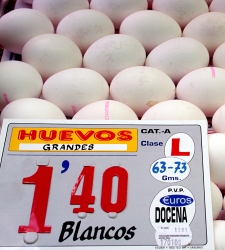 HUEVOS
GRANDES
CAT.-A
Clase L
63-73
Gms.
1'40
Blancos
P.V.P.
Euros
DOCENA